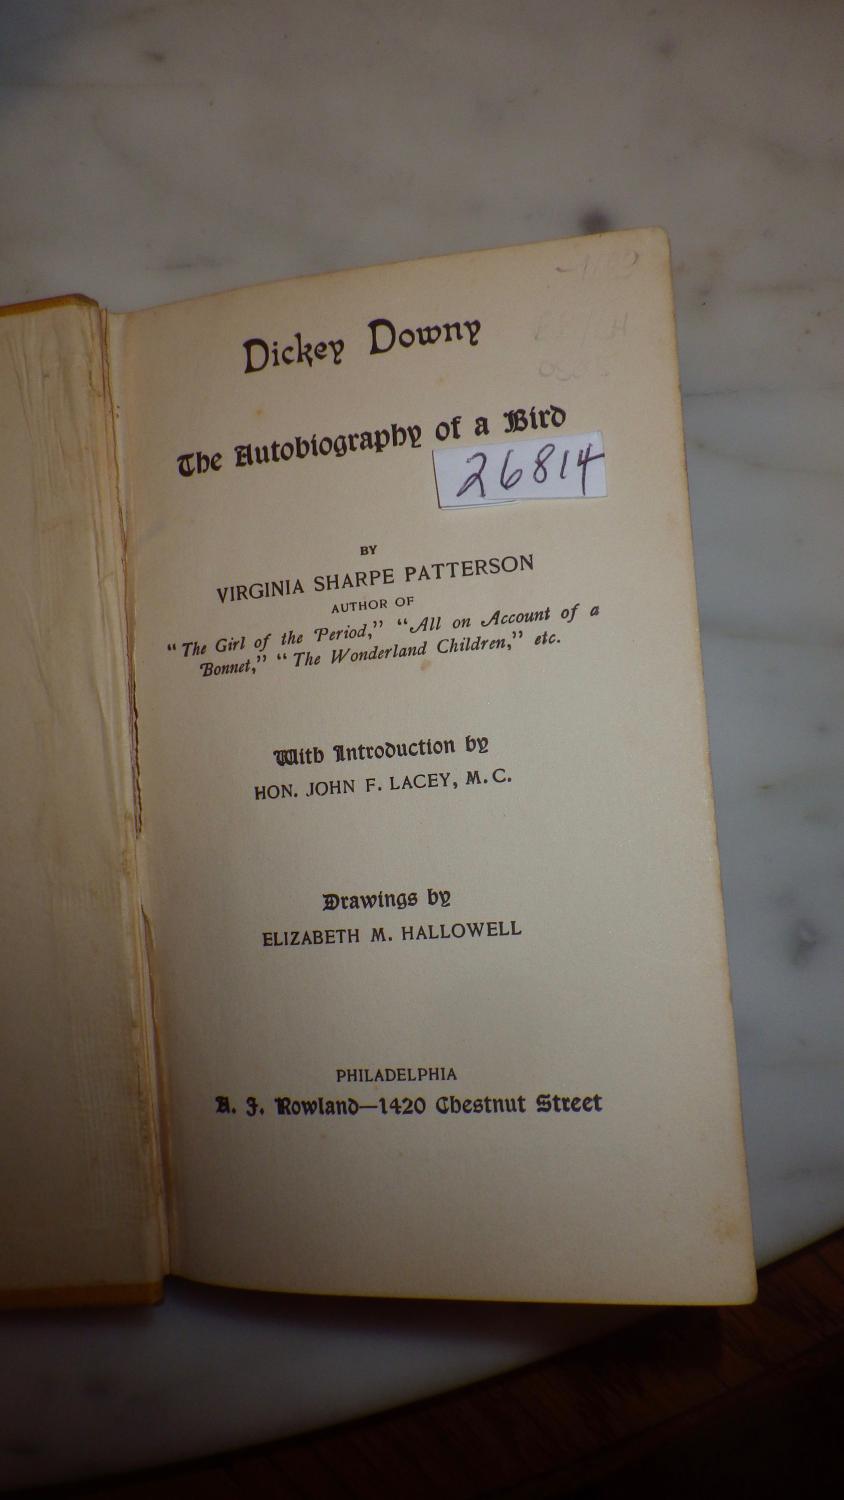 Dickey Downy
The Autobiography of a Bird
26814
BY
VIRGINIA SHARPE PATTERSON
AUTHOR OF
"The Girl of the Period," "All on Account of a
Bonnet," "The Wonderland Children," etc.
With Introduction by
HON. JOHN F. LACEY, M.C.
Drawings by
ELIZABETH M. HALLOWELL
PHILADELPHIA
A. J. Rowland—1420 Chestnut Street